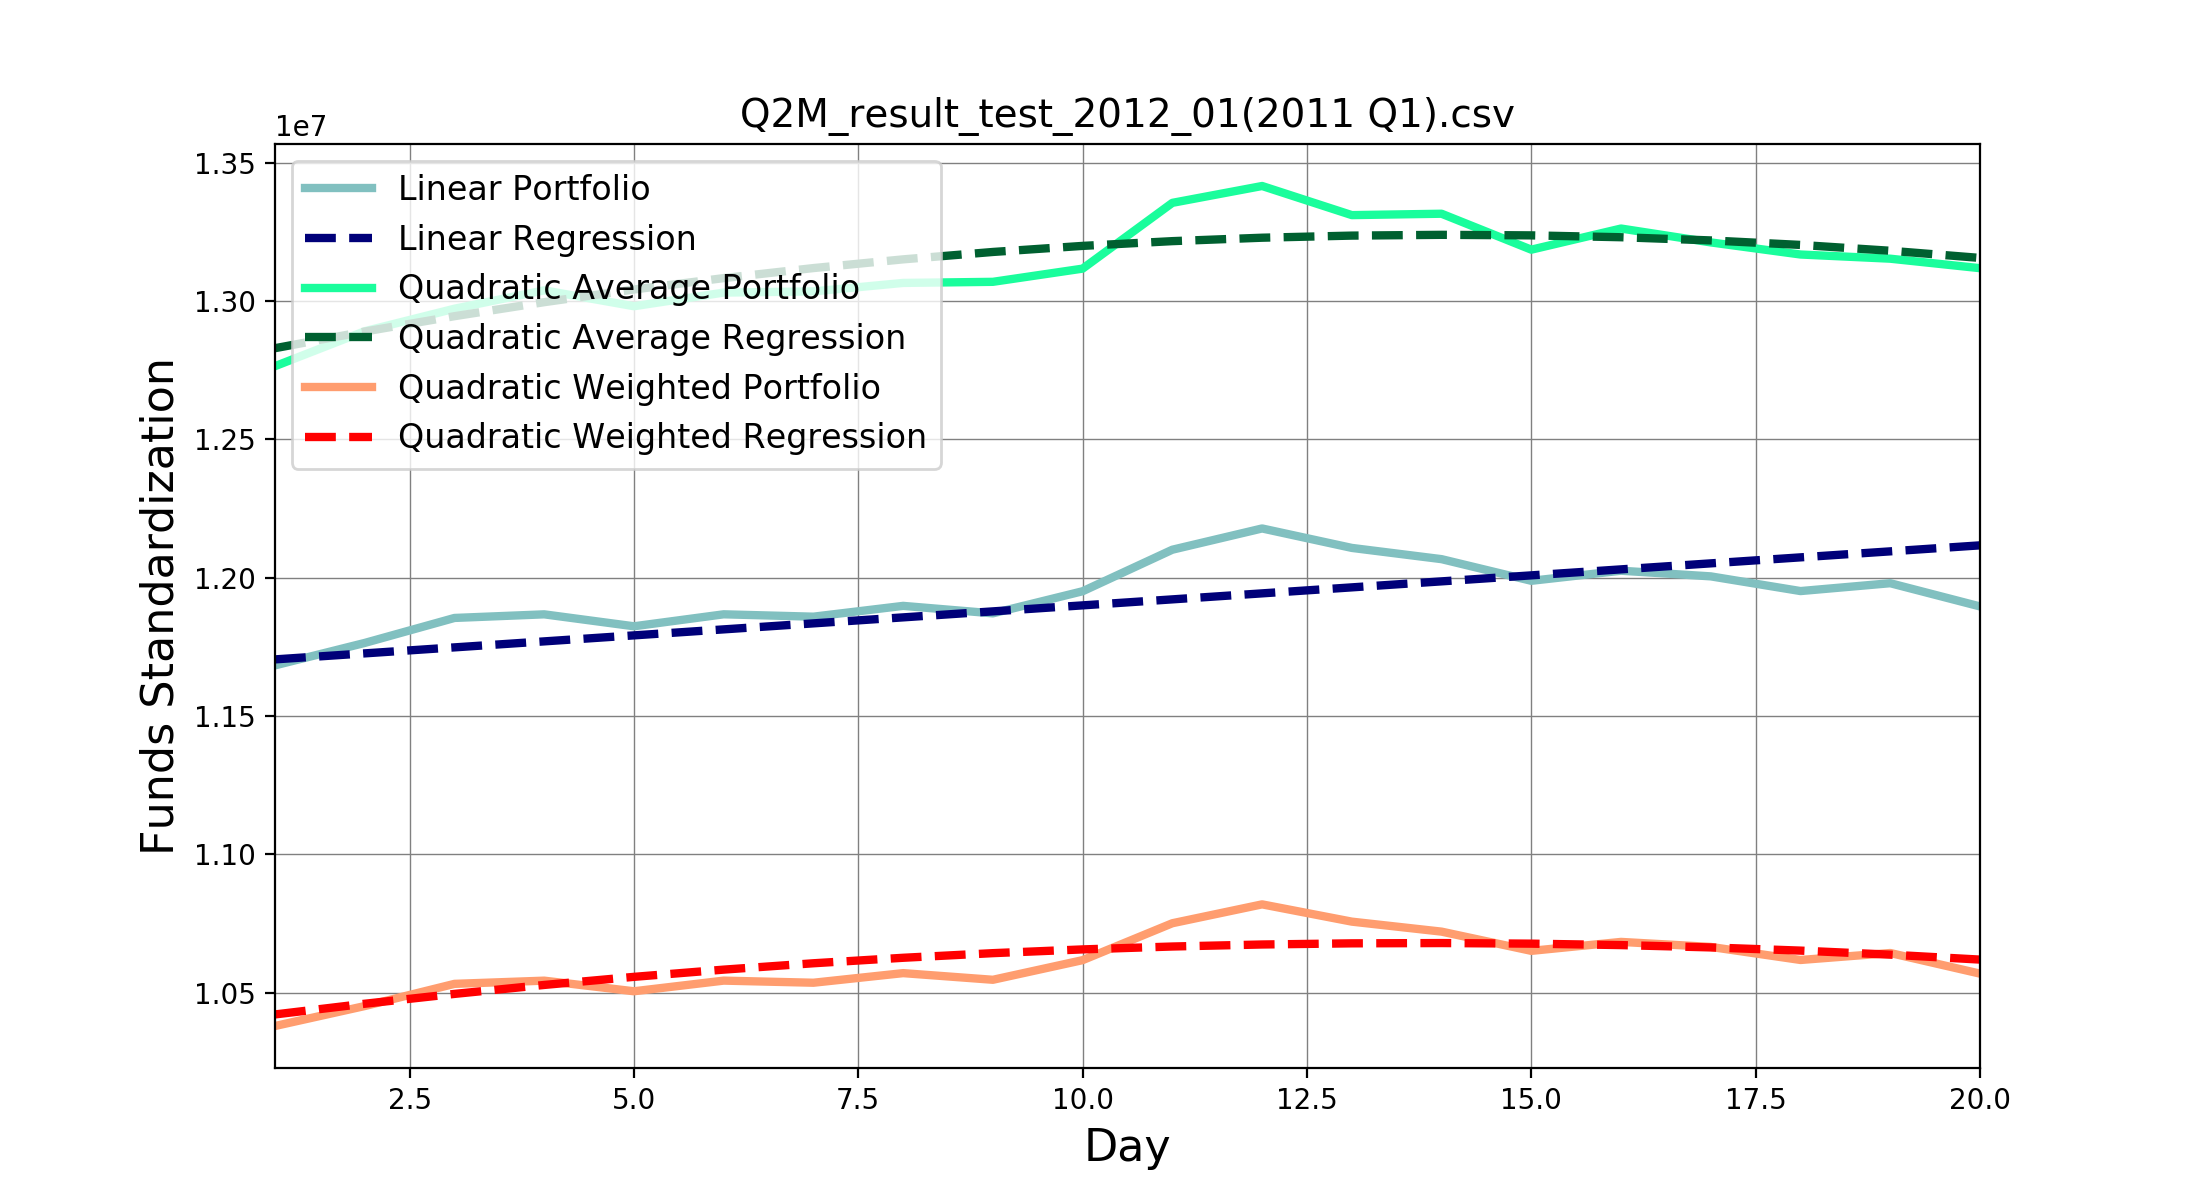 Q2M_result_test_2012_01(2011 Q1).csv
1e7
1.35
1.30
1.25
1.20
1.15
1.10
1.05
Funds Standardization
Linear Portfolio
Linear Regression
Quadratic Average Portfolio
Quadratic Average Regression
Quadratic Weighted Portfolio
Quadratic Weighted Regression
2.5 5.0 7.5 10.0 12.5 15.0 17.5 20.0
Day